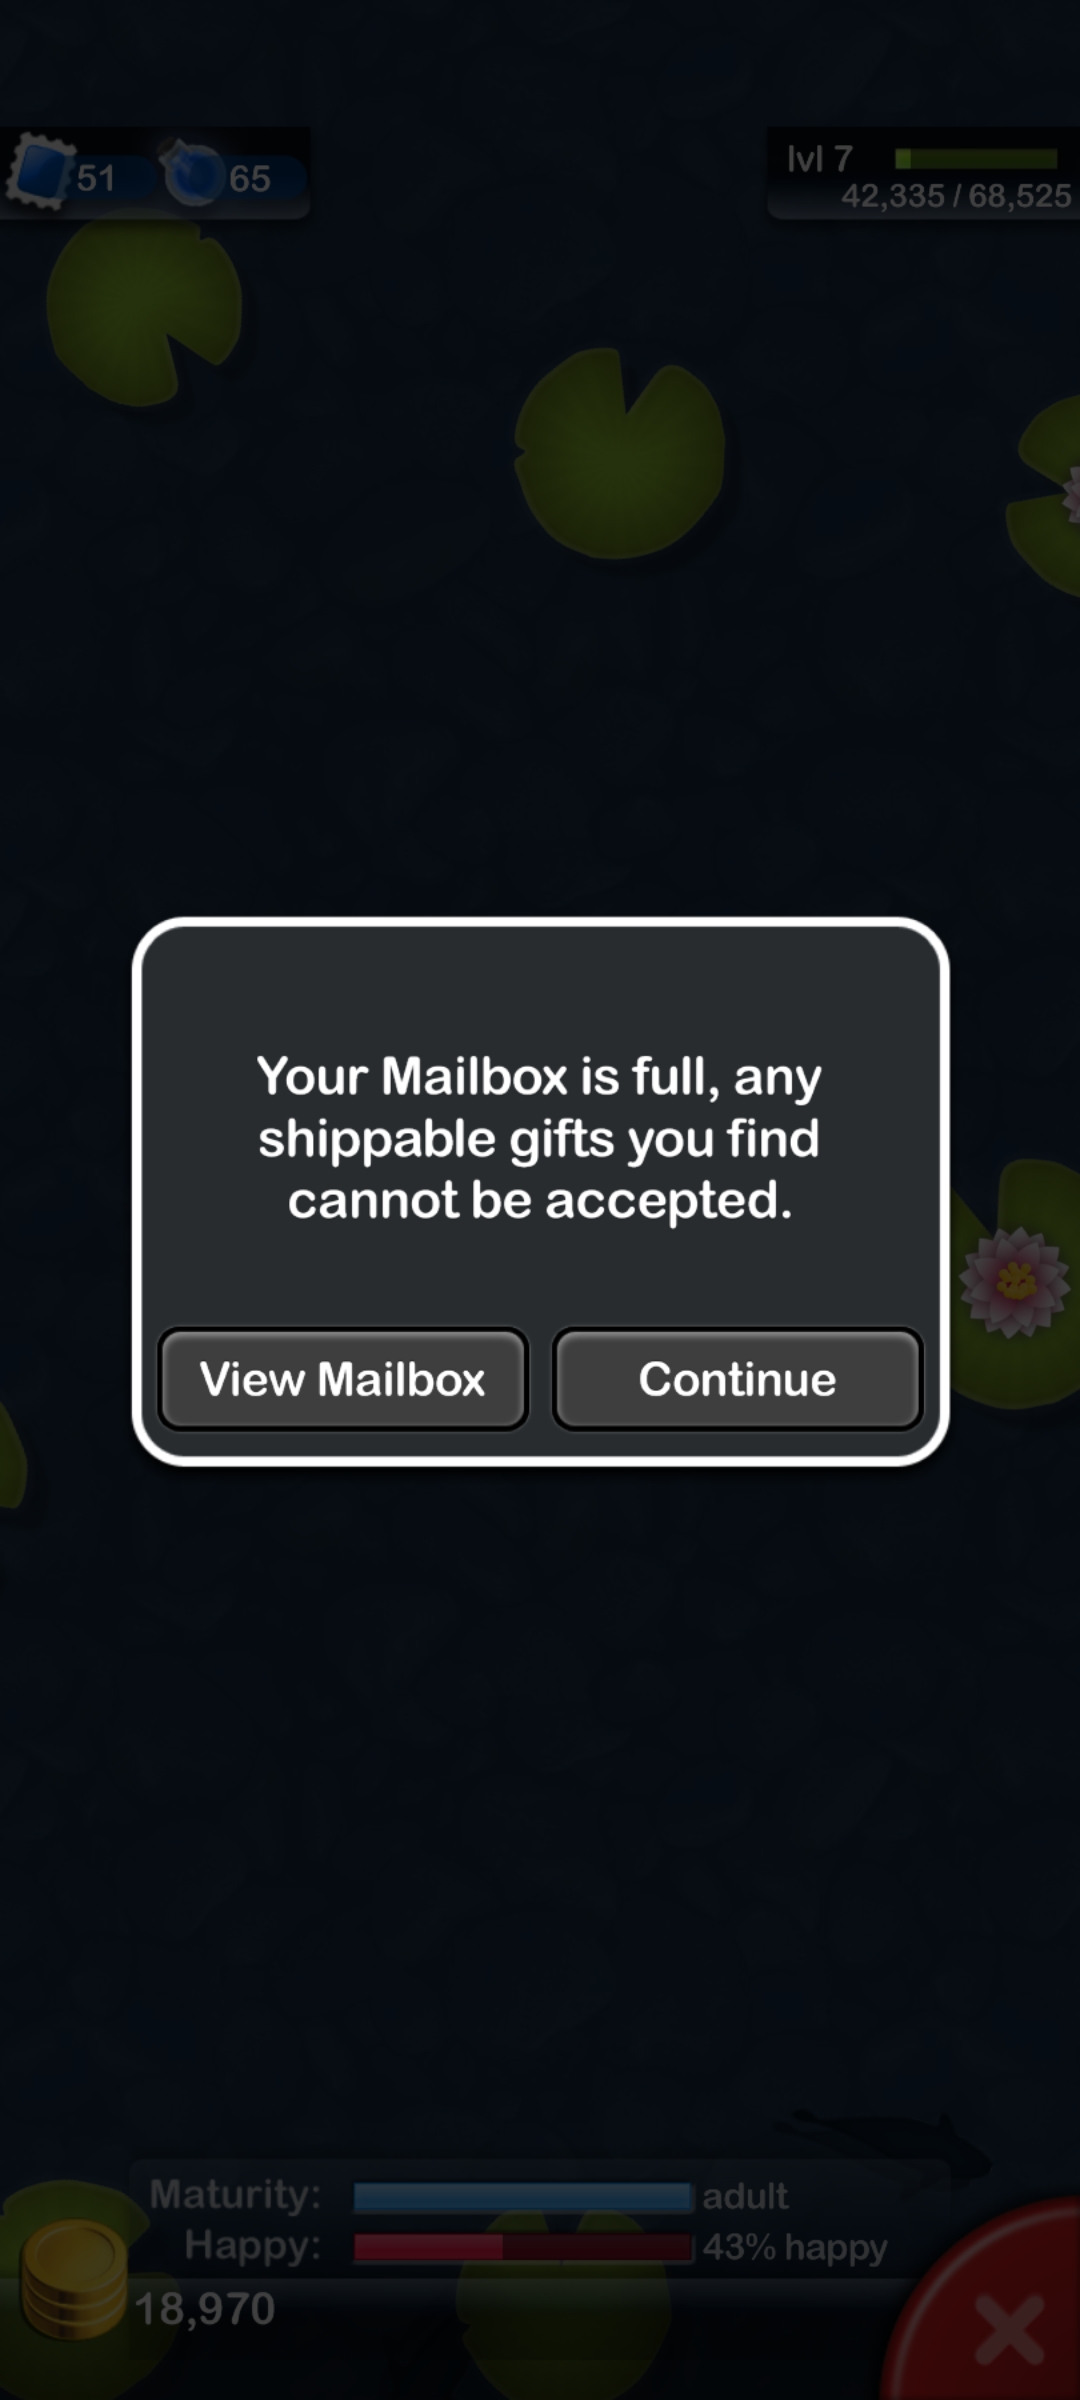 51
65
lvl 7
42,335 / 68,525
Your Mailbox is full, any
shippable gifts you find
cannot be accepted.
View Mailbox
Continue
Maturity:
adult
Happy:
43% happy
18,970